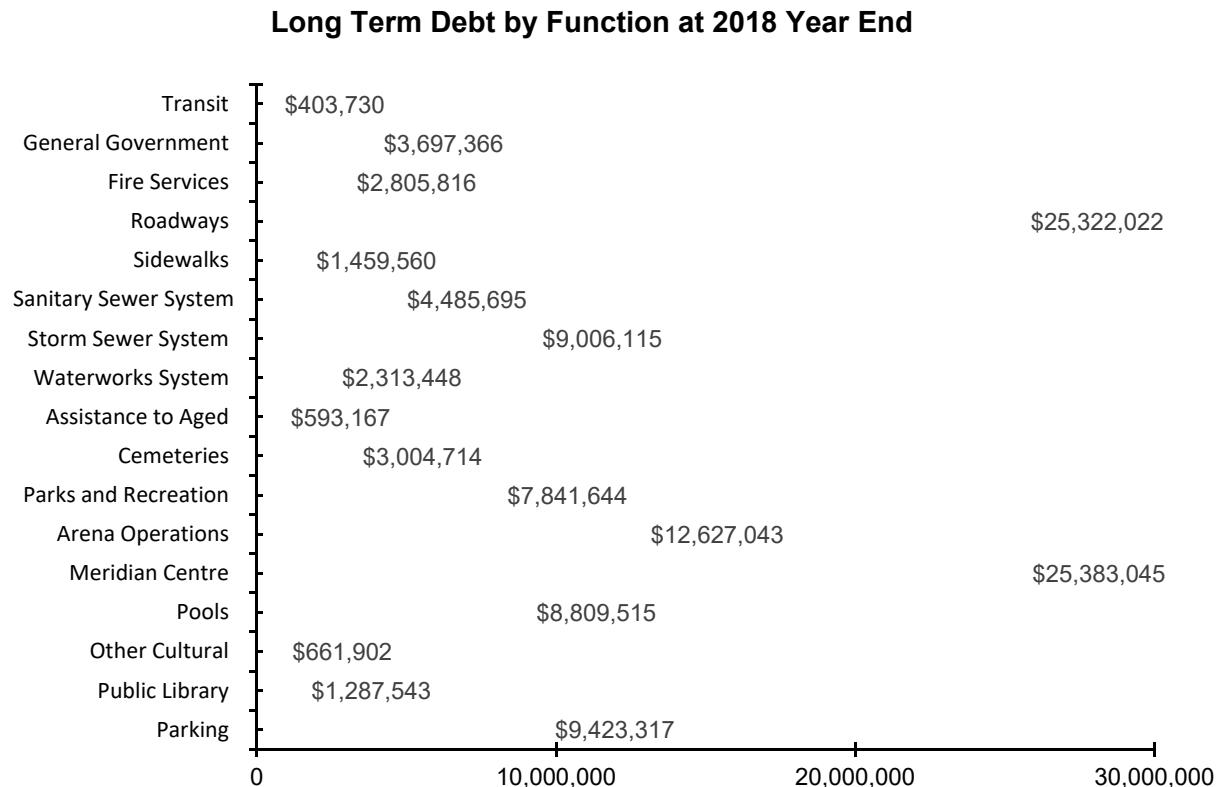 Long Term Debt by Function at 2018 Year End
Transit $403,730
General Government $3,697,366
Fire Services $2,805,816
Roadways $25,322,022
Sidewalks $1,459,560
Sanitary Sewer System $4,485,695
Storm Sewer System $9,006,115
Waterworks System $2,313,448
Assistance to Aged $593,167
Cemeteries $3,004,714
Parks and Recreation $7,841,644
Arena Operations $12,627,043
Meridian Centre $25,383,045
Pools $8,809,515
Other Cultural $661,902
Public Library $1,287,543
Parking $9,423,317
0 10,000,000 20,000,000 30,000,000